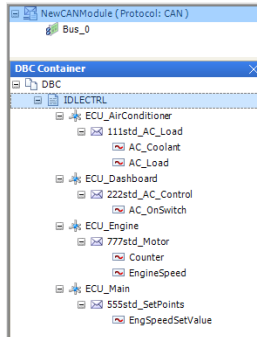 NewCANModule (Protocol: CAN )
Bus_0
DBC Container
DBC
IDLECTRL
ECU_AirConditioner
111std_AC_Load
AC_Coolant
AC_Load
ECU_Dashboard
222std_AC_Control
AC_OnSwitch
ECU_Engine
777std_Motor
Counter
EngineSpeed
ECU_Main
555std_SetPoints
EngSpeedSetValue